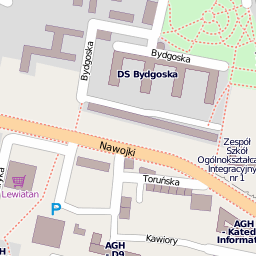 Bydgoska
Bydgoska
DS Bydgoska
Nawojki
Zespół
Szkół
Ogólnokształcą
Integracyjny
nr 1
Lewiatan
Toruńska
P
AGH
- Kated
Informat
Kawiory
AGH
- D9